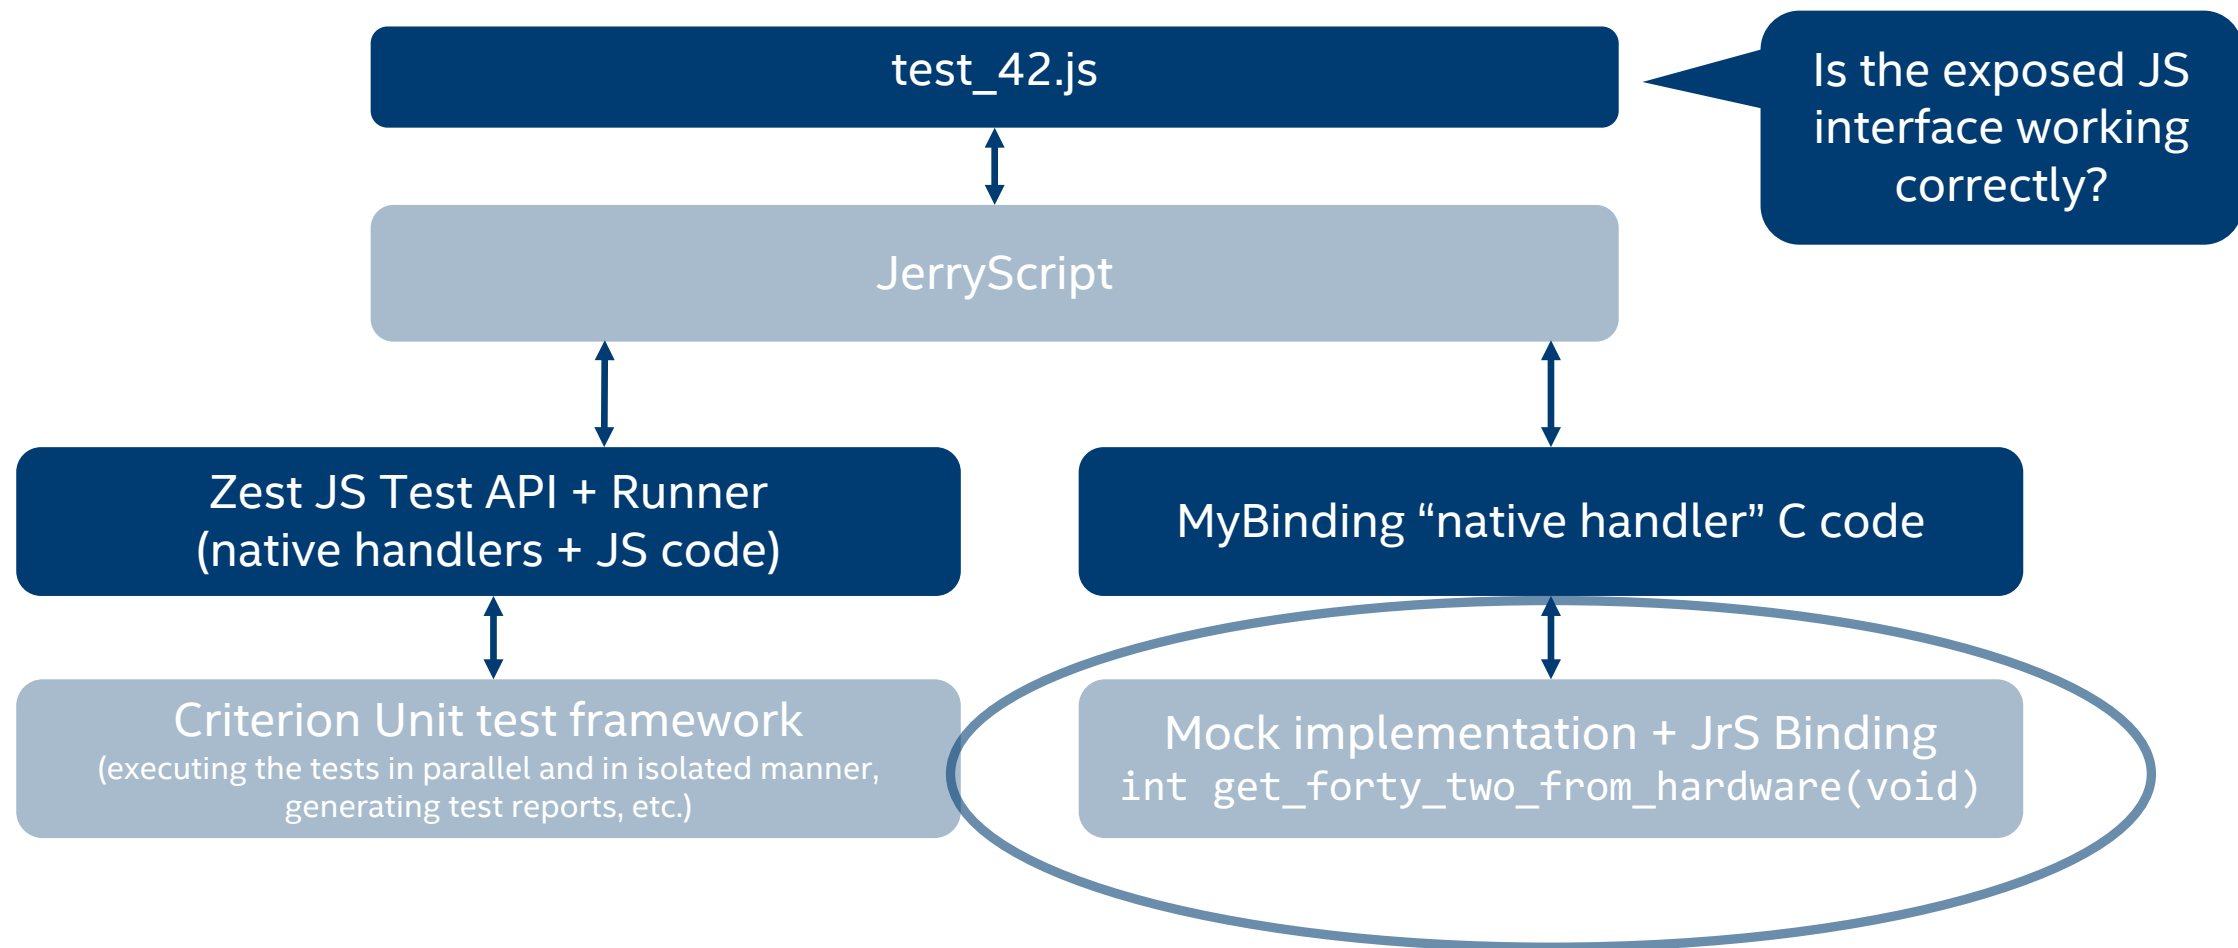 test_42.js
Is the exposed JS
interface working
correctly?
JerryScript
Zest JS Test API + Runner
(native handlers + JS code)
MyBinding “native handler” C code
Criterion Unit test framework
(executing the tests in parallel and in isolated manner,
generating test reports, etc.)
Mock implementation + JrS Binding
int get_forty_two_from_hardware(void)